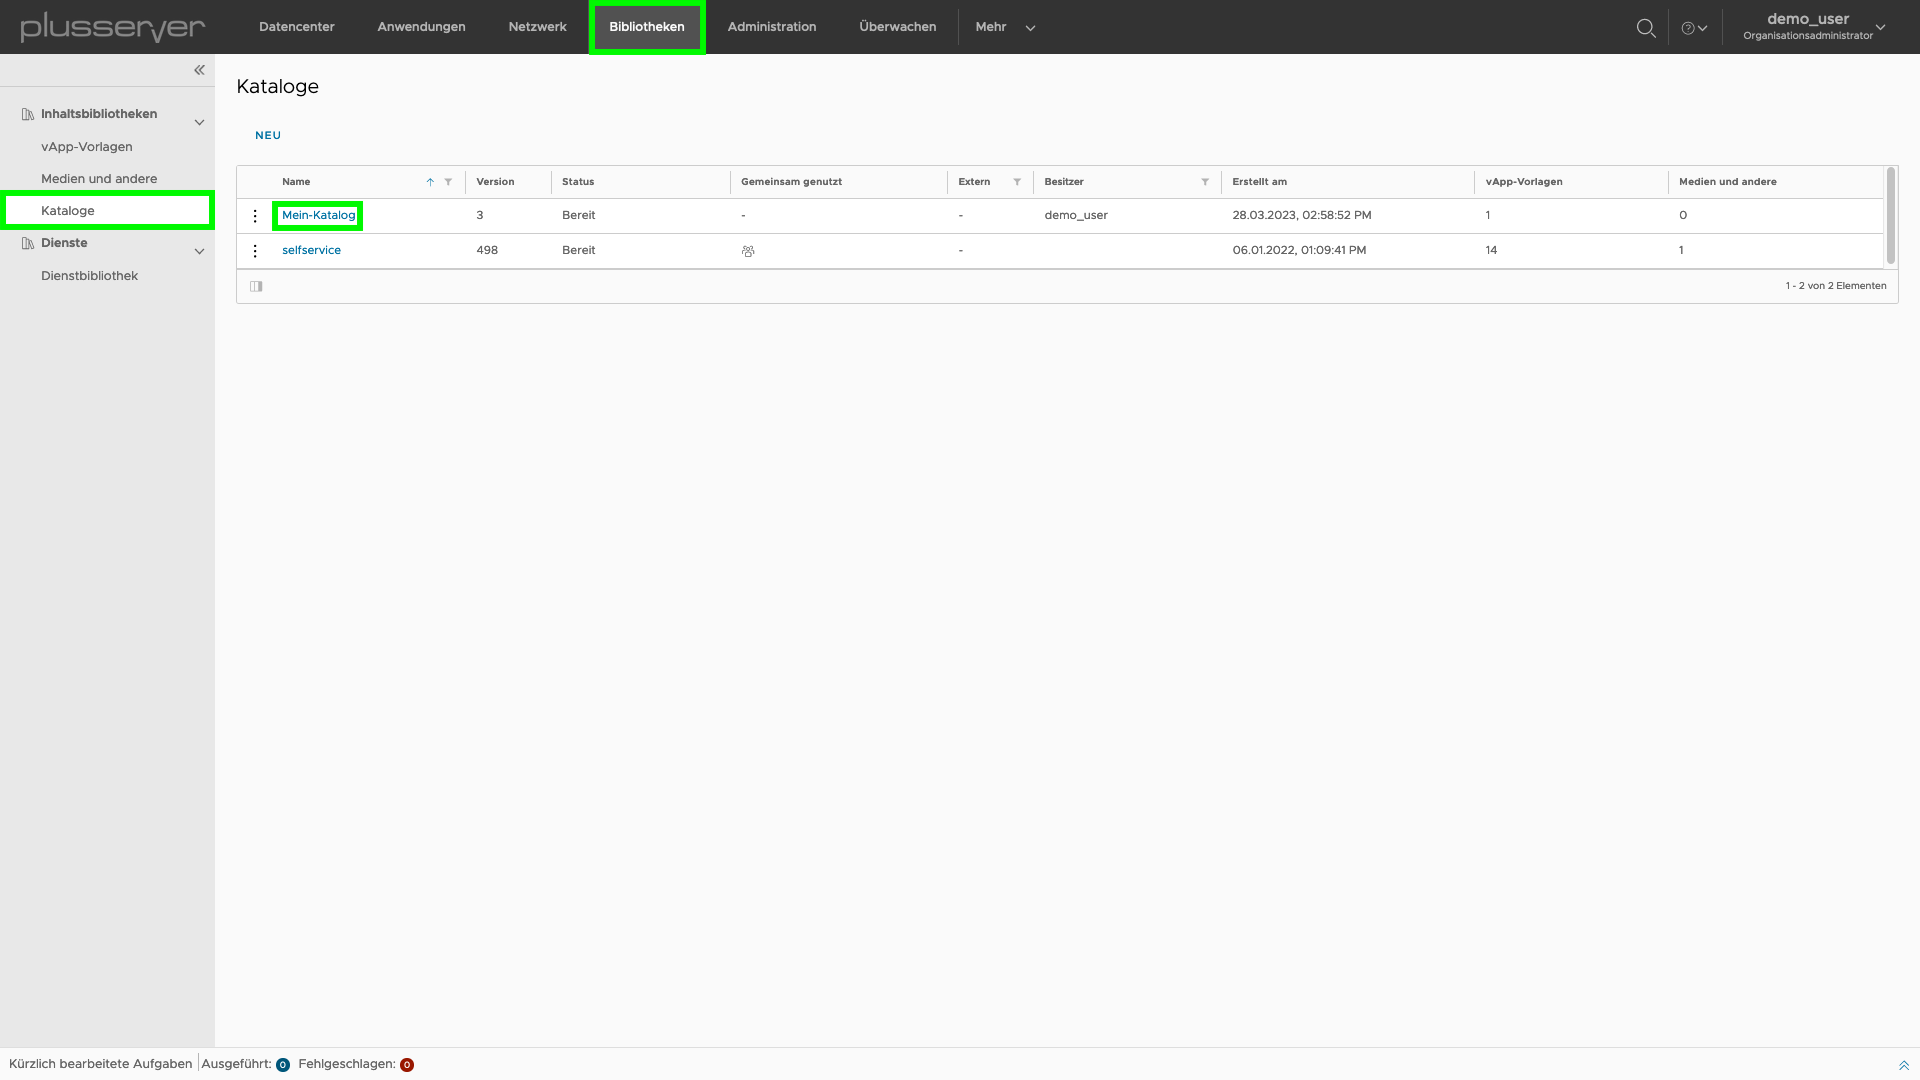 plusserver
Datencenter Anwendungen Netzwerk Bibliotheken Administration Überwachen Mehr
demo_user
Organisationsadministrator
Inhaltsbibliotheken
vApp-Vorlagen
Medien und andere
Kataloge
Dienste
Dienstbibliothek
Kataloge
NEU
Name Version Status Gemeinsam genutzt Extern Besitzer Erstellt am vApp-Vorlagen Medien und andere
Mein-Katalog 3 Bereit - - demo_user 28.03.2023, 02:58:52 PM 1 0
selfservice 498 Bereit - 06.01.2022, 01:09:41 PM 14 1
1 - 2 von 2 Elementen
Kürzlich bearbeitete Aufgaben Ausgeführt: 0 Fehlgeschlagen: 0